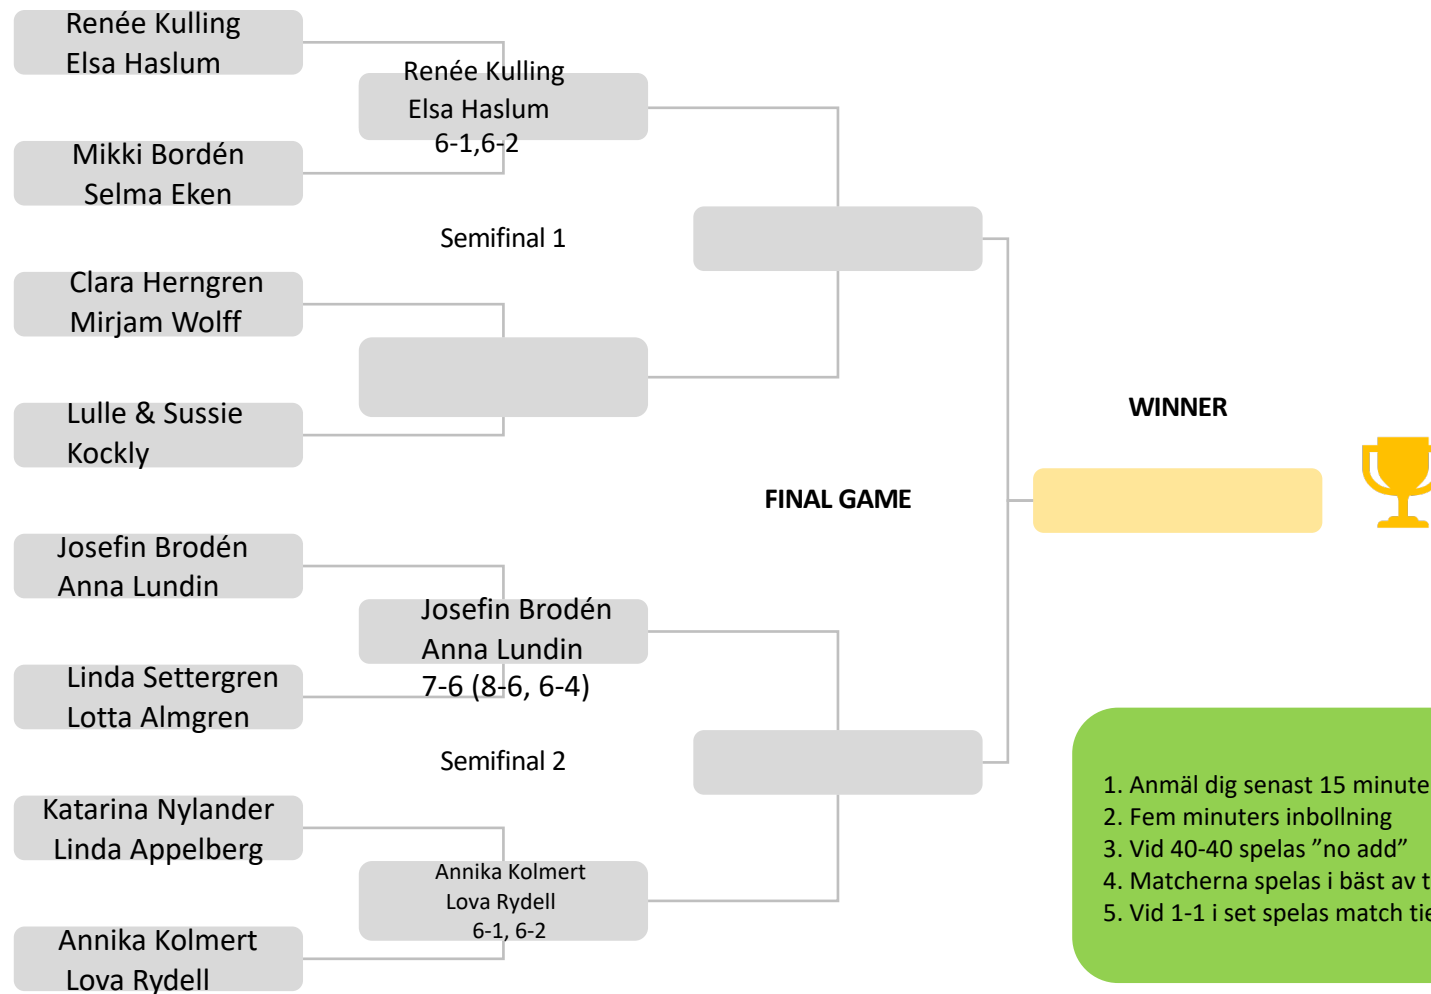 Renée Kulling
Elsa Haslum
Mikki Bordén
Selma Eken
Clara Herngren
Mirjam Wolff
Lulle & Sussie
Kockly
Josefin Brodén
Anna Lundin
Linda Settergren
Lotta Almgren
Katarina Nylander
Linda Appelberg
Annika Kolmert
Lova Rydell
Renée Kulling
Elsa Haslum
6-1,6-2
Semifinal 1
Josefin Brodén
Anna Lundin
7-6 (8-6, 6-4)
Semifinal 2
Annika Kolmert
Lova Rydell
6-1, 6-2
FINAL GAME
WINNER
1. Anmäl dig senast 15 minute
2. Fem minuters inbollning
3. Vid 40-40 spelas ”no add”
4. Matcherna spelas i bäst av t
5. Vid 1-1 i set spelas match tie